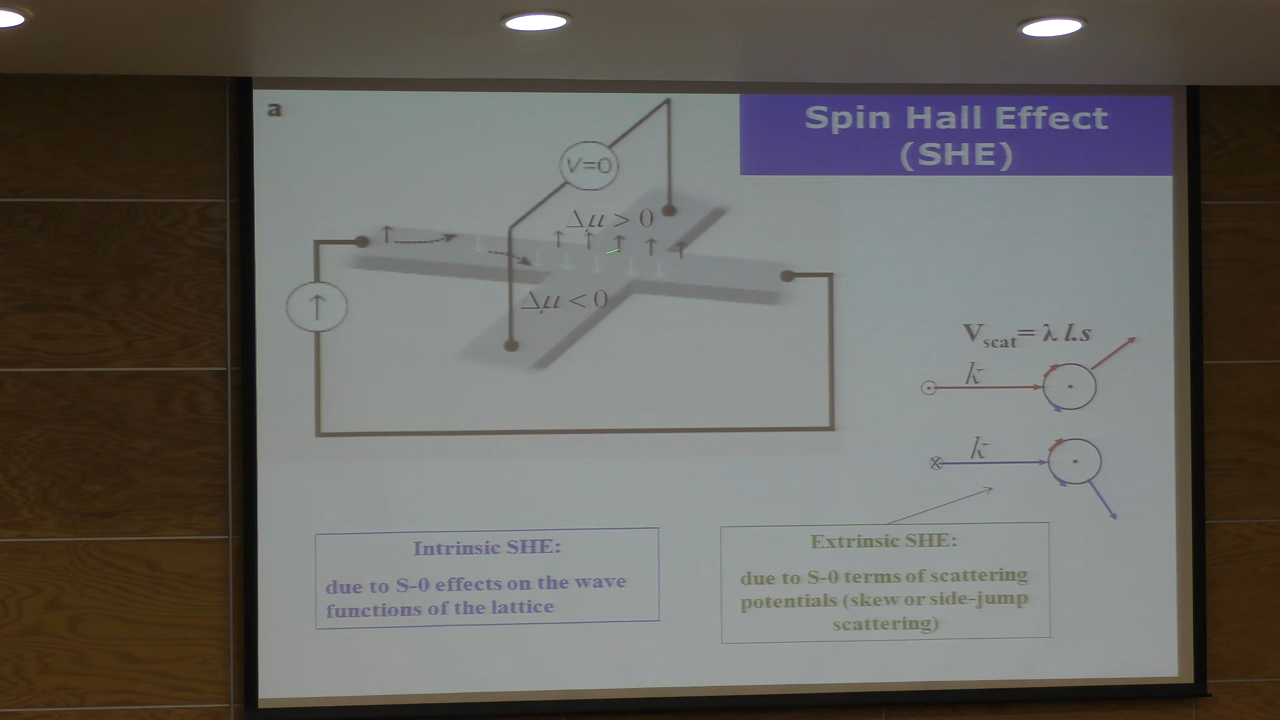 a
Spin Hall Effect
(SHE)
V=0
Δμ > 0
Δμ < 0
V_scat = λ l.s
k
k
Intrinsic SHE:
due to S-0 effects on the wave
functions of the lattice
Extrinsic SHE:
due to S-0 terms of scattering
potentials (skew or side-jump
scattering)